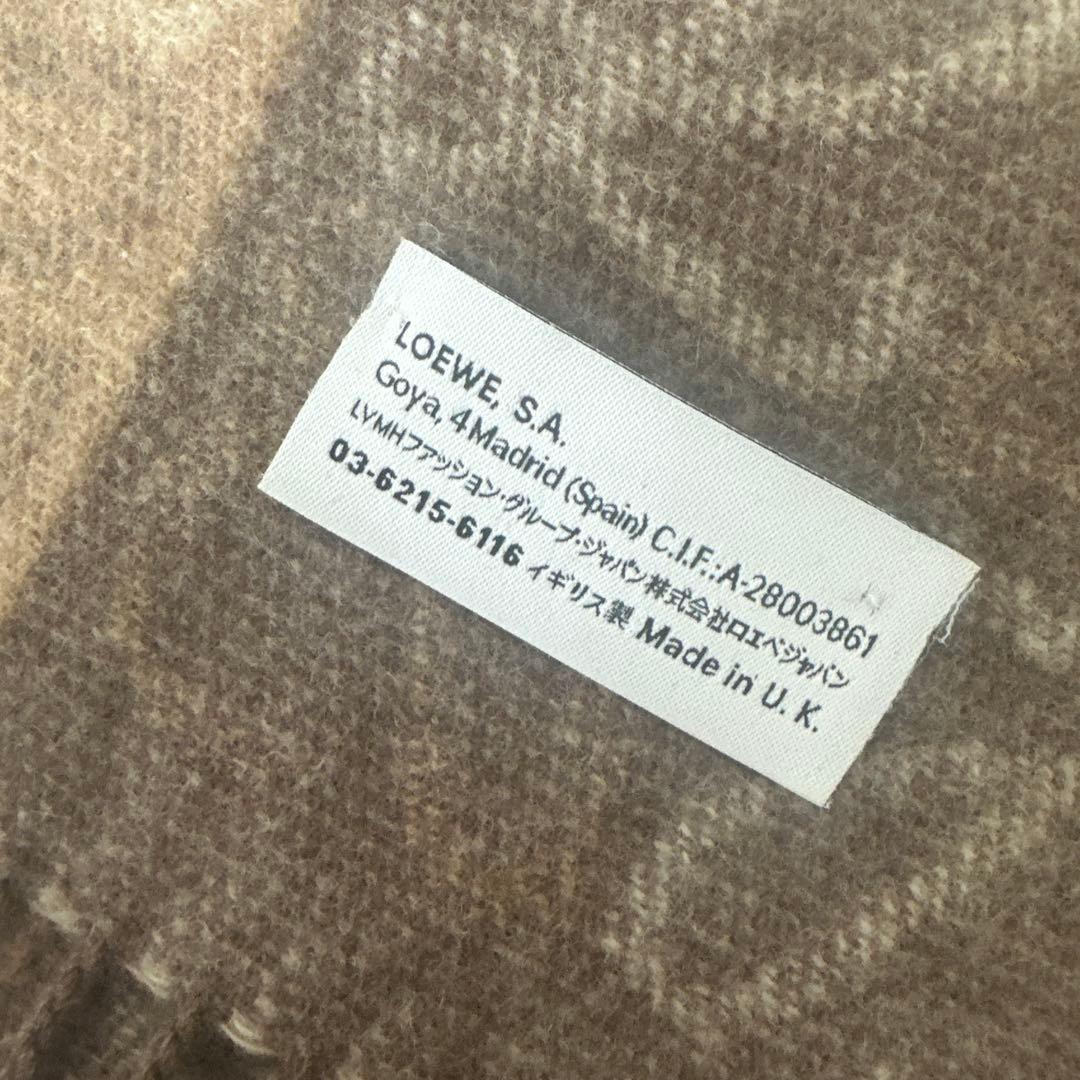 LOEWE, S.A.
Goya, 4 Madrid (Spain) C.I.F.: A-28003861
LVMHファッション・グループ・ジャパン株式会社ロエベジャパン
03-6215-6116 イギリス製 Made in U. K.